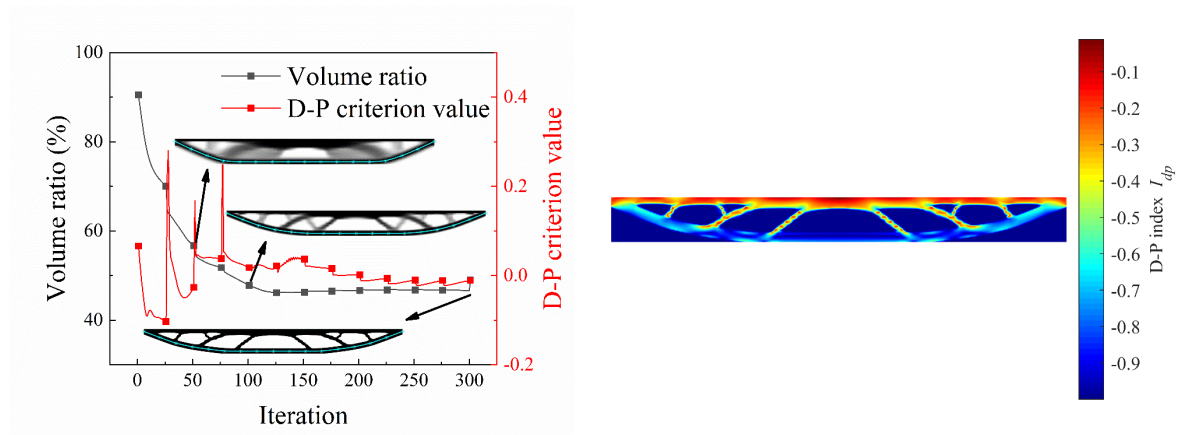 100
80
60
40
Volume ratio (%)
Volume ratio
D-P criterion value
0.4
0.2
0.0
-0.2
D-P criterion value
0 50 100 150 200 250 300
Iteration
-0.1
-0.2
-0.3
-0.4
-0.5
-0.6
-0.7
-0.8
-0.9
D-P index I_dp